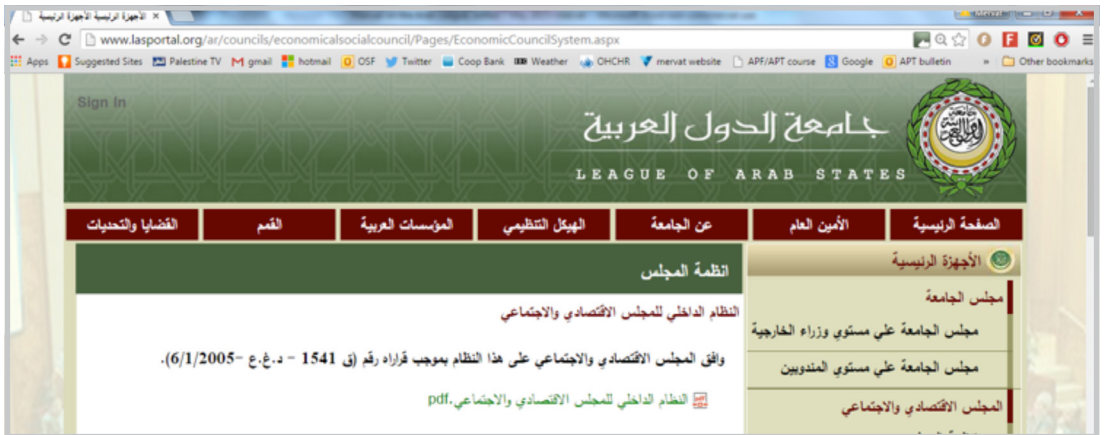 الأجهزة الرئيسية الأجهزة الرئيسية
www.lasportal.org/ar/councils/economicalsocialcouncil/Pages/EconomicCouncilSystem.aspx
Apps Suggested Sites Palestine TV gmail hotmail OSF Twitter Coop Bank Weather OHCHR mervat website APF/APT course Google APT bulletin » Other bookmarks
Sign In
جامعة الدول العربية
LEAGUE OF ARAB STATES
الصفحة الرئيسية الأمين العام عن الجامعة الهيكل التنظيمي المؤسسات العربية القمم القضايا والتحديات
الأجهزة الرئيسية
مجلس الجامعة
مجلس الجامعة علي مستوي وزراء الخارجية
مجلس الجامعة علي مستوي المندوبين
المجلس الاقتصادي والاجتماعي
انظمة المجلس
النظام الداخلي للمجلس الاقتصادي والاجتماعي
وافق المجلس الاقتصادي والاجتماعي على هذا النظام بموجب قراراه رقم (ق 1541 - د.غ.ع -6/1/2005).
النظام الداخلي للمجلس الاقتصادي والاجتماعي.pdf